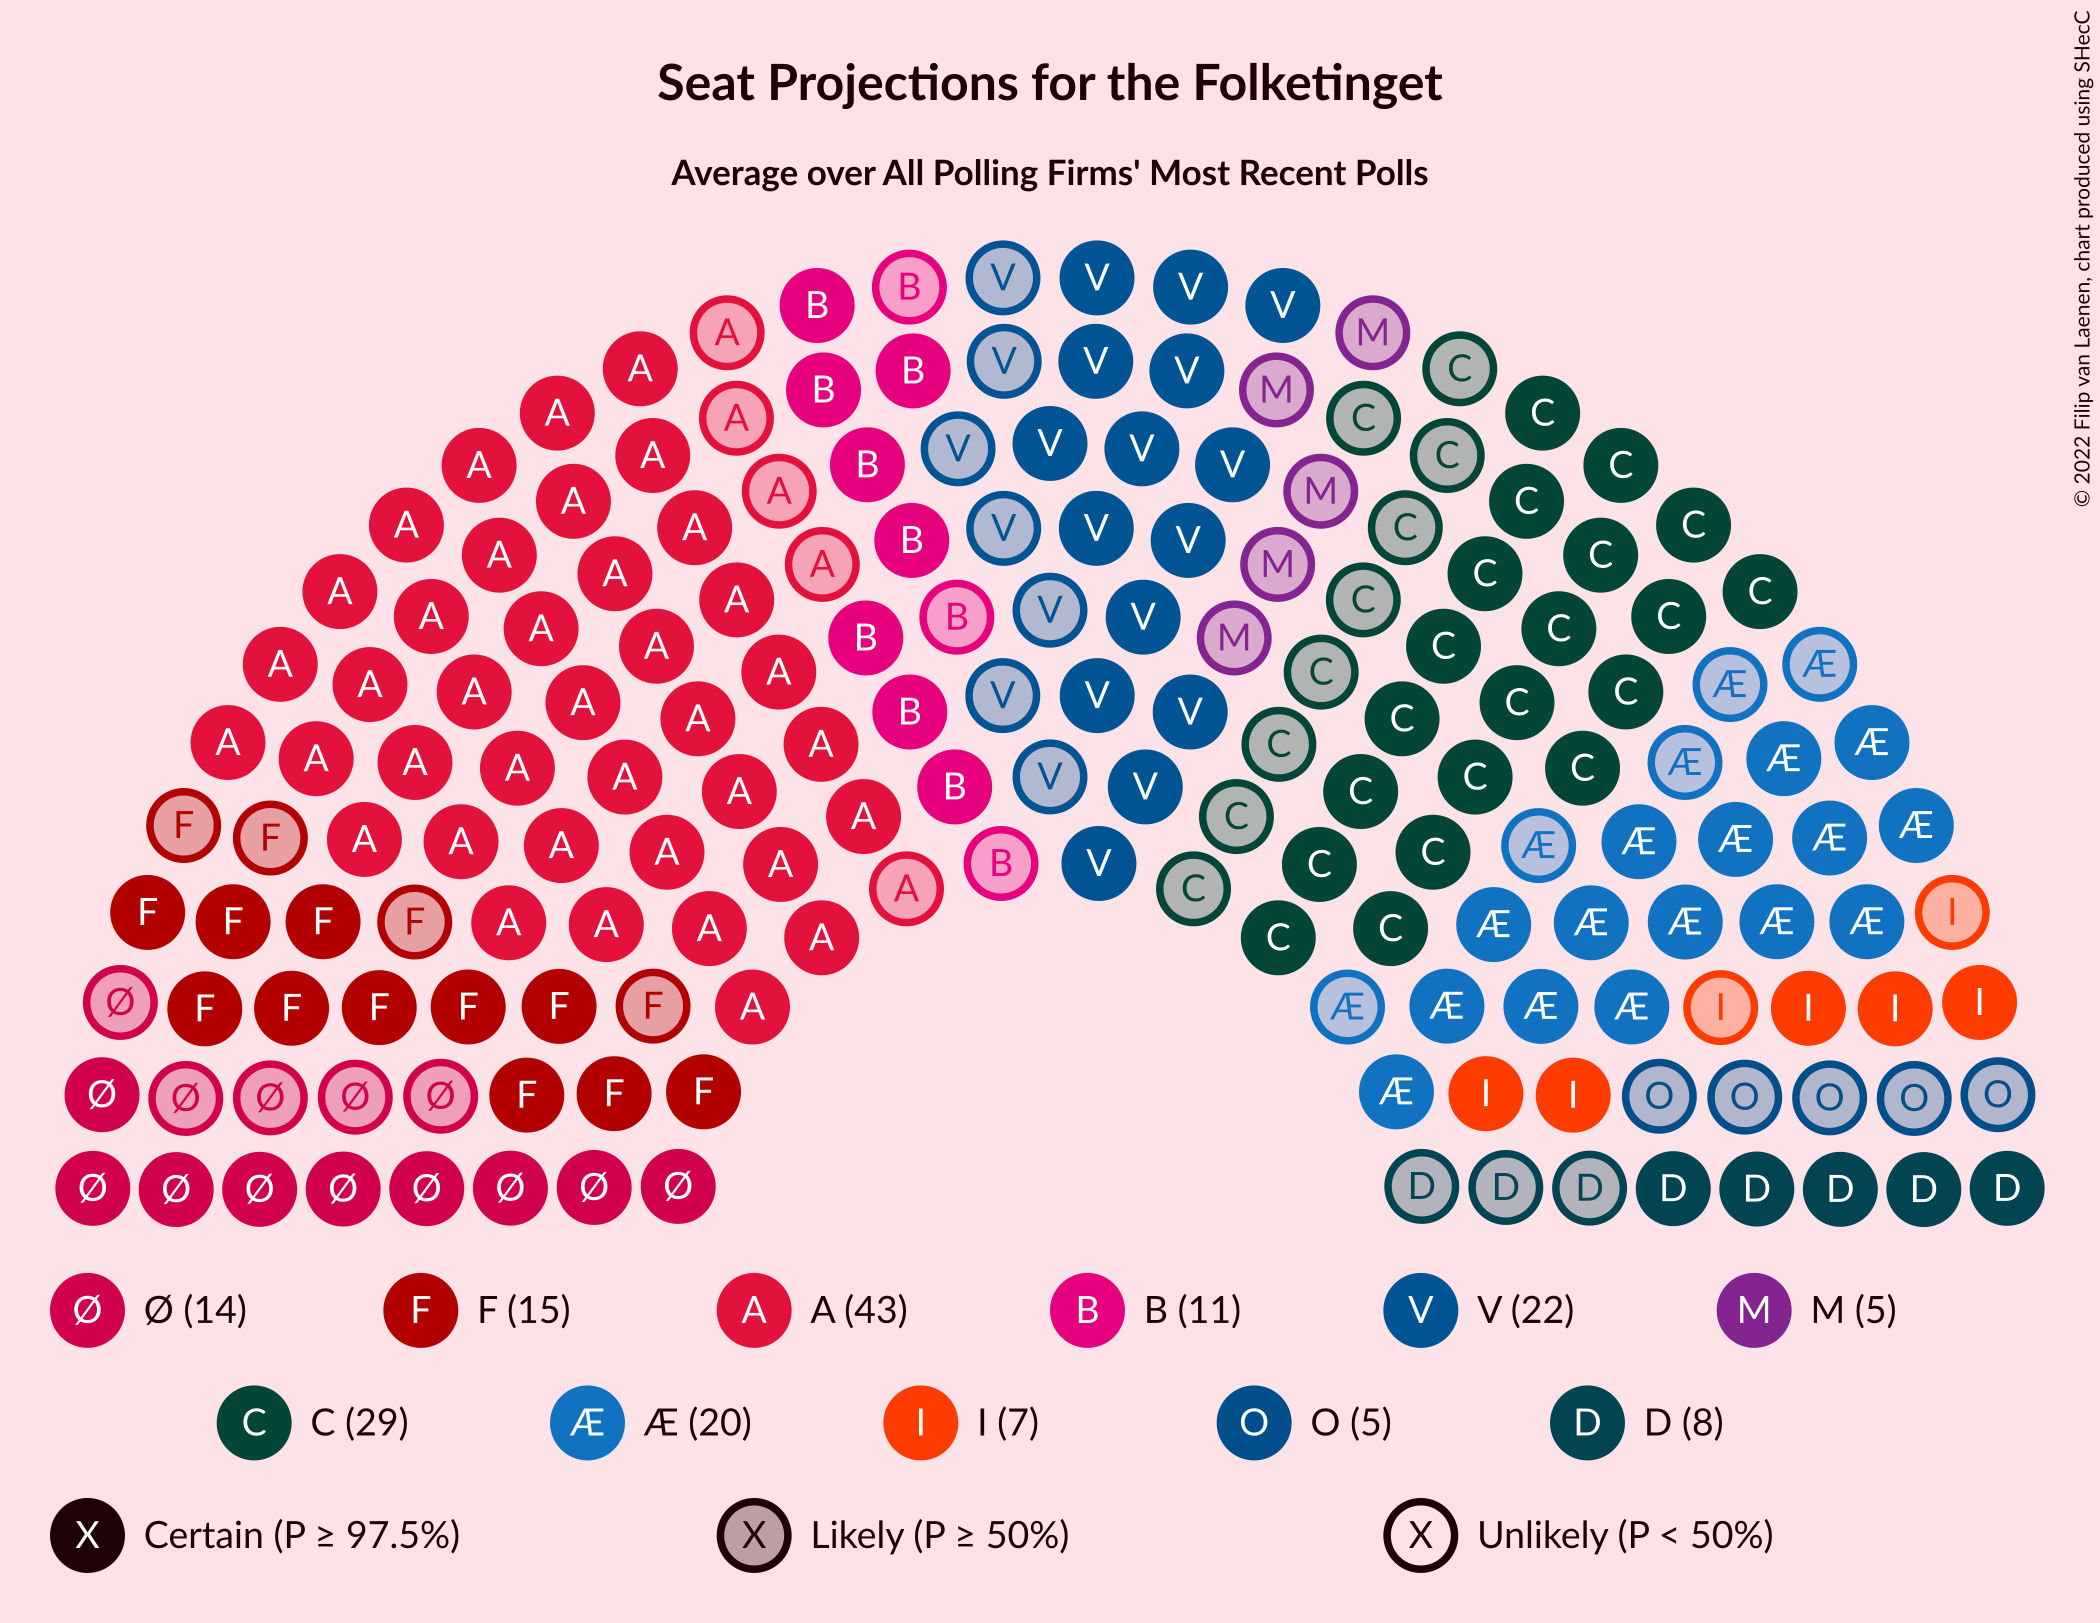 Seat Projections for the Folketinget
Average over All Polling Firms' Most Recent Polls
© 2022 Filip van Laenen, chart produced using SHecC
B V V V
B V M
A V V V M C
A B B M C
A A V V V C C
A B V M C C
A A A V C C
A A A B V V V M C C C
A A A B V M C C C
A A A A B V M C C C
A A A A C C C
A A A A B V V V C C C Æ Æ
A A A A B V V C C C Æ Æ Æ
F F A A A A A A B V C C C Æ Æ Æ Æ Æ
F F F F A A A A A C C C Æ Æ Æ Æ Æ I
Ø F F F F F F A Æ Æ Æ Æ I I I I
Ø Ø Ø Ø Ø F F F Æ I I O O O O O
Ø Ø Ø Ø Ø Ø Ø Ø D D D D D D D D
Ø Ø (14) F F (15) A A (43) B B (11) V V (22) M M (5)
C C (29) Æ Æ (20) I I (7) O O (5) D D (8)
X Certain (P ≥ 97.5%) X Likely (P ≥ 50%) X Unlikely (P < 50%)